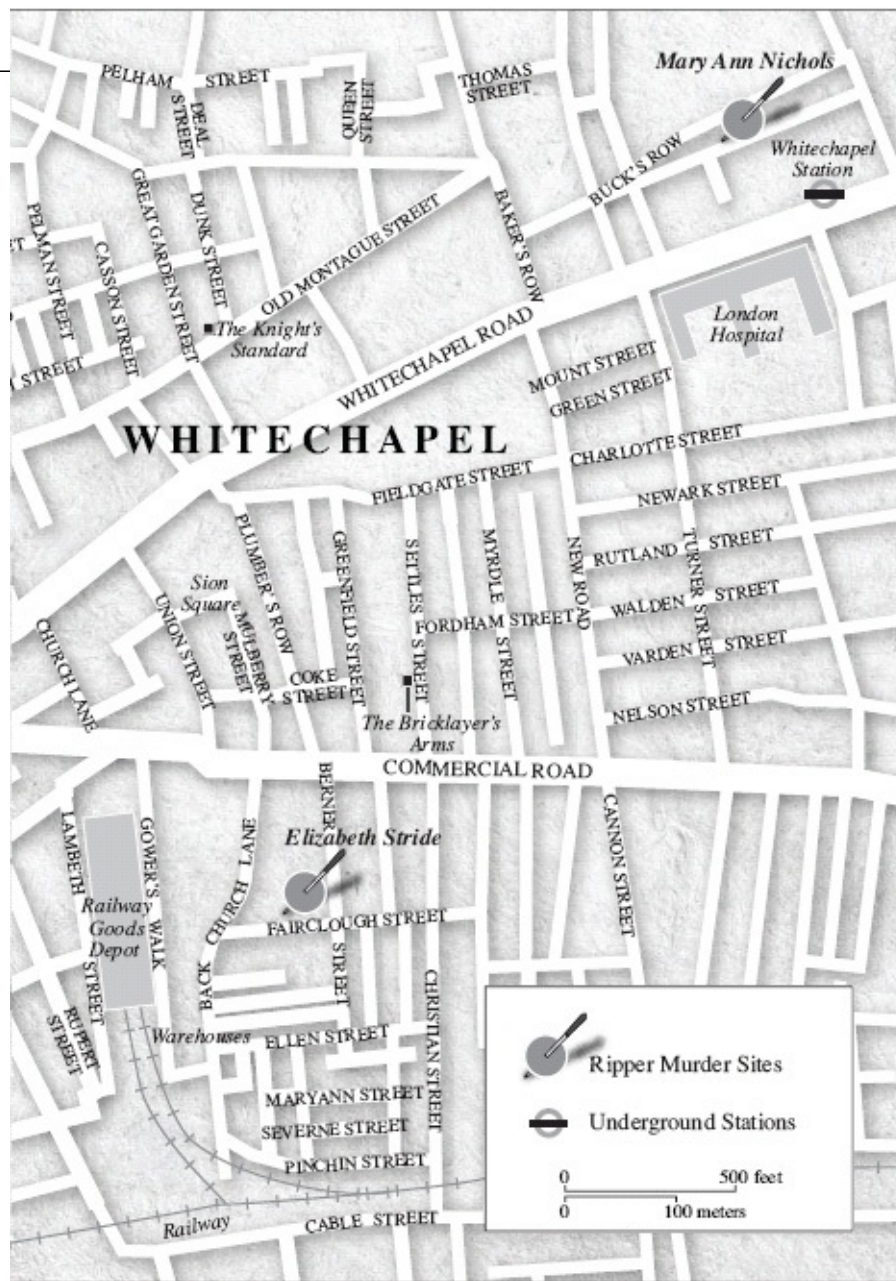 Mary Ann Nichols
PELHAM STREET
THOMAS
STREET
QUEEN
STREET
DEAL
STREET
Whitechapel
Station
BUCK'S ROW
GREAT GARDEN STREET
DUNK STREET
BAKER'S ROW
OLD MONTAGUE STREET
PELMAN STREET
CASSON STREET
ET
The Knight's
Standard
London
Hospital
WHITECHAPEL ROAD
MOUNT STREET
GREEN STREET
STREET
WHITECHAPEL
CHARLOTTE STREET
FIELDGATE STREET
NEWARK STREET
PLUMBER'S ROW
GREENFIELD STREET
SETTLES STREET
MYRDLE STREET
NEW ROAD
TURNER STREET
RUTLAND STREET
Sion
Square
WALDEN STREET
FORDHAM STREET
UNION STREET
MULBERRY
STREET
CHURCH LANE
VARDEN STREET
COKE
STREET
NELSON STREET
The Bricklayer's
Arms
COMMERCIAL ROAD
BERNER STREET
LAMBETH STREET
GOWER'S WALK
BACK CHURCH LANE
CANNON STREET
Elizabeth Stride
Railway
Goods
Depot
FAIRCLOUGH STREET
CHRISTIAN STREET
RUPERT
STREET
Warehouses
ELLEN STREET
MARYANN STREET
SEVERNE STREET
PINCHIN STREET
Railway
CABLE STREET
Ripper Murder Sites
Underground Stations
0 500 feet
0 100 meters